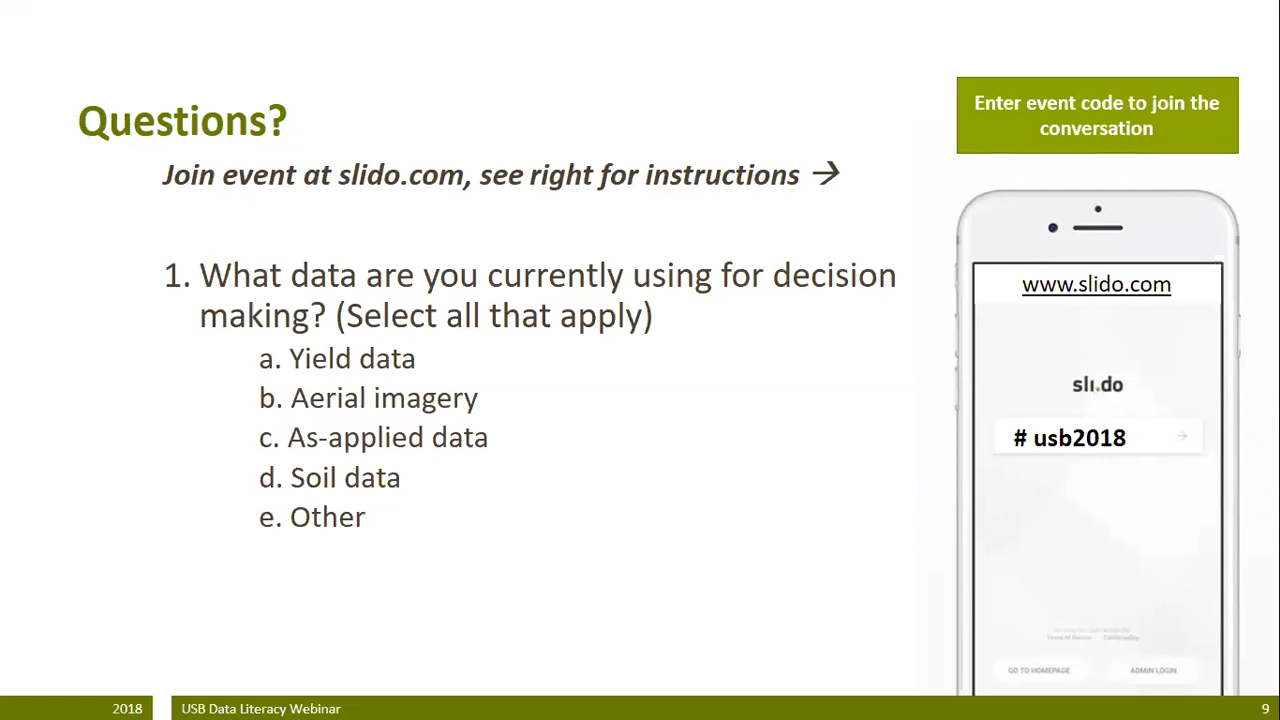 Questions?
Join event at slido.com, see right for instructions →
1. What data are you currently using for decision
making? (Select all that apply)
a. Yield data
b. Aerial imagery
c. As-applied data
d. Soil data
e. Other
Enter event code to join the
conversation
www.slido.com
sli.do
# usb2018
GO TO HOMEPAGE
ADMIN LOGIN
2018
USB Data Literacy Webinar
9